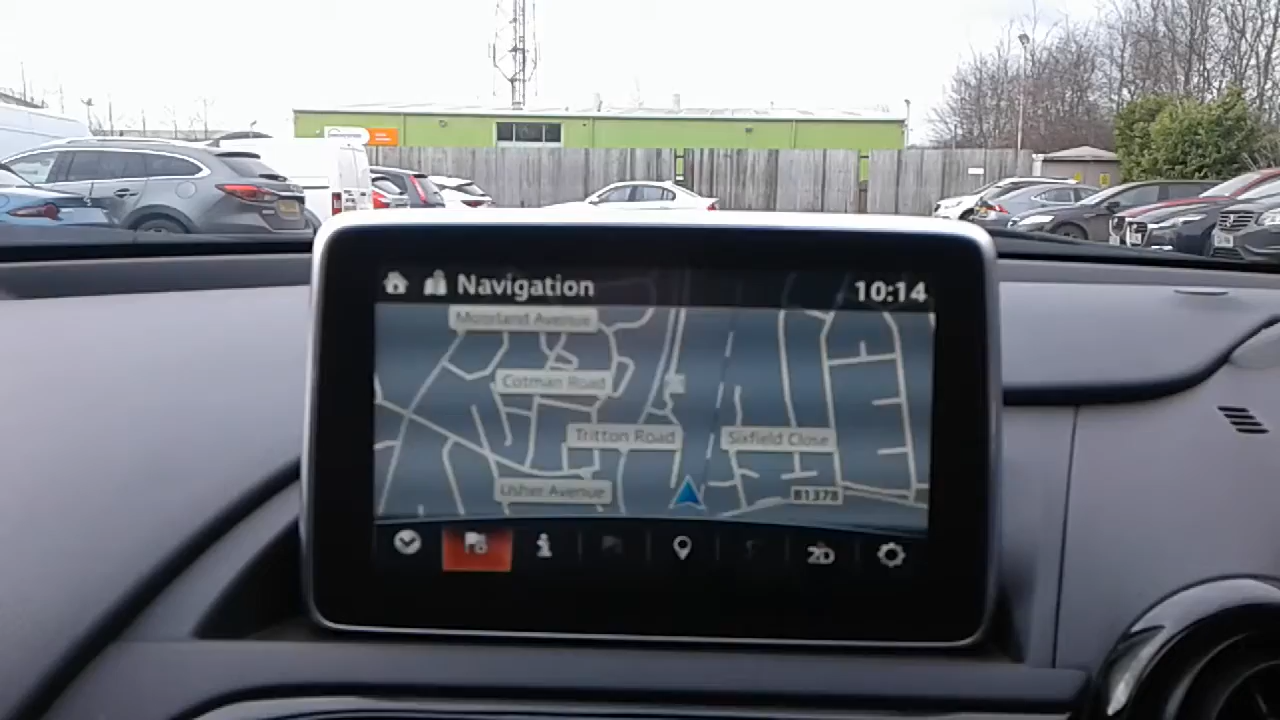 Navigation
10:14
Moorland Avenue
Cotman Road
Tritton Road
Sixfield Close
Usher Avenue
B1378
2D